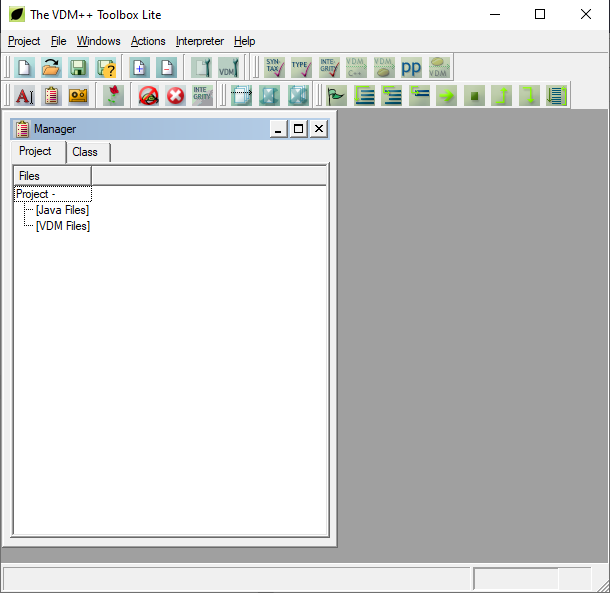 The VDM++ Toolbox Lite
Project File Windows Actions Interpreter Help
VDM SYN-TAX TYPE INTE-GRITY VDM C++ VDM pp VDM
A INTE GRITY
Manager
Project Class
Files
Project -
[Java Files]
[VDM Files]